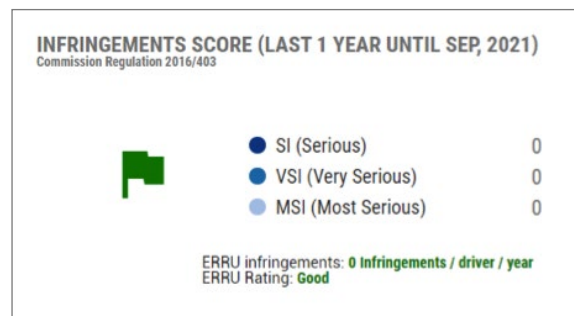 INFRINGEMENTS SCORE (LAST 1 YEAR UNTIL SEP, 2021)
Commission Regulation 2016/403
SI (Serious) 0
VSI (Very Serious) 0
MSI (Most Serious) 0
ERRU infringements: 0 Infringements / driver / year
ERRU Rating: Good